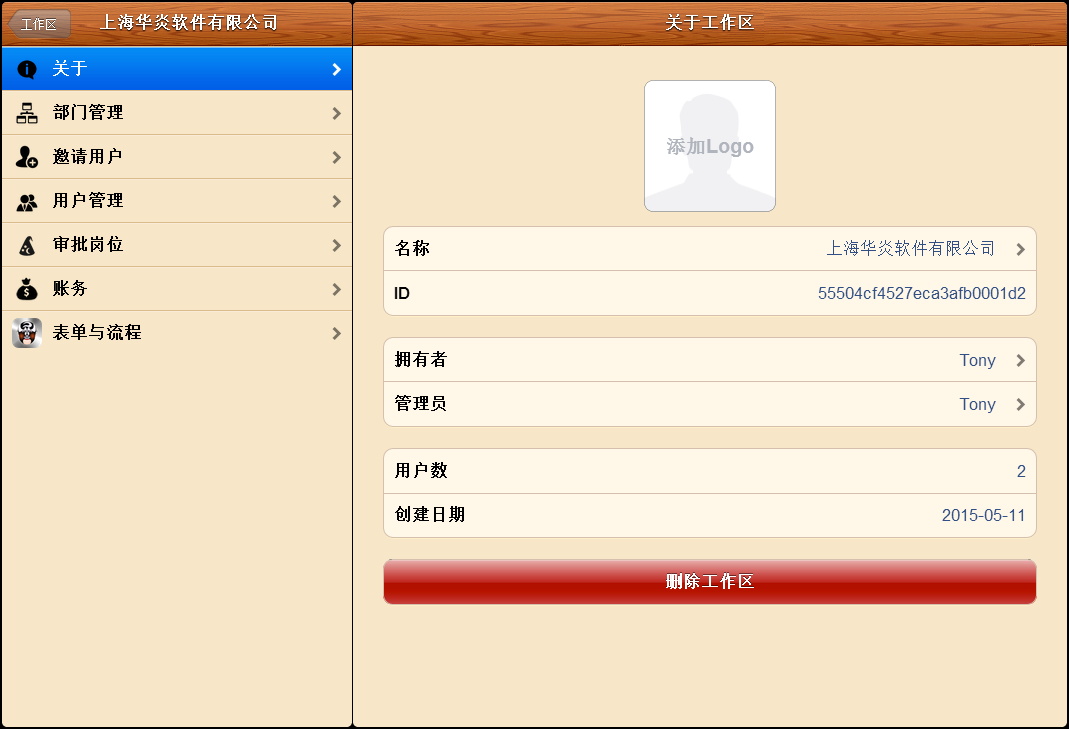 工作区
上海华炎软件有限公司
关于
部门管理
邀请用户
用户管理
审批岗位
账务
表单与流程
关于工作区
添加Logo
名称 上海华炎软件有限公司
ID 55504cf4527eca3afb0001d2
拥有者 Tony
管理员 Tony
用户数 2
创建日期 2015-05-11
删除工作区